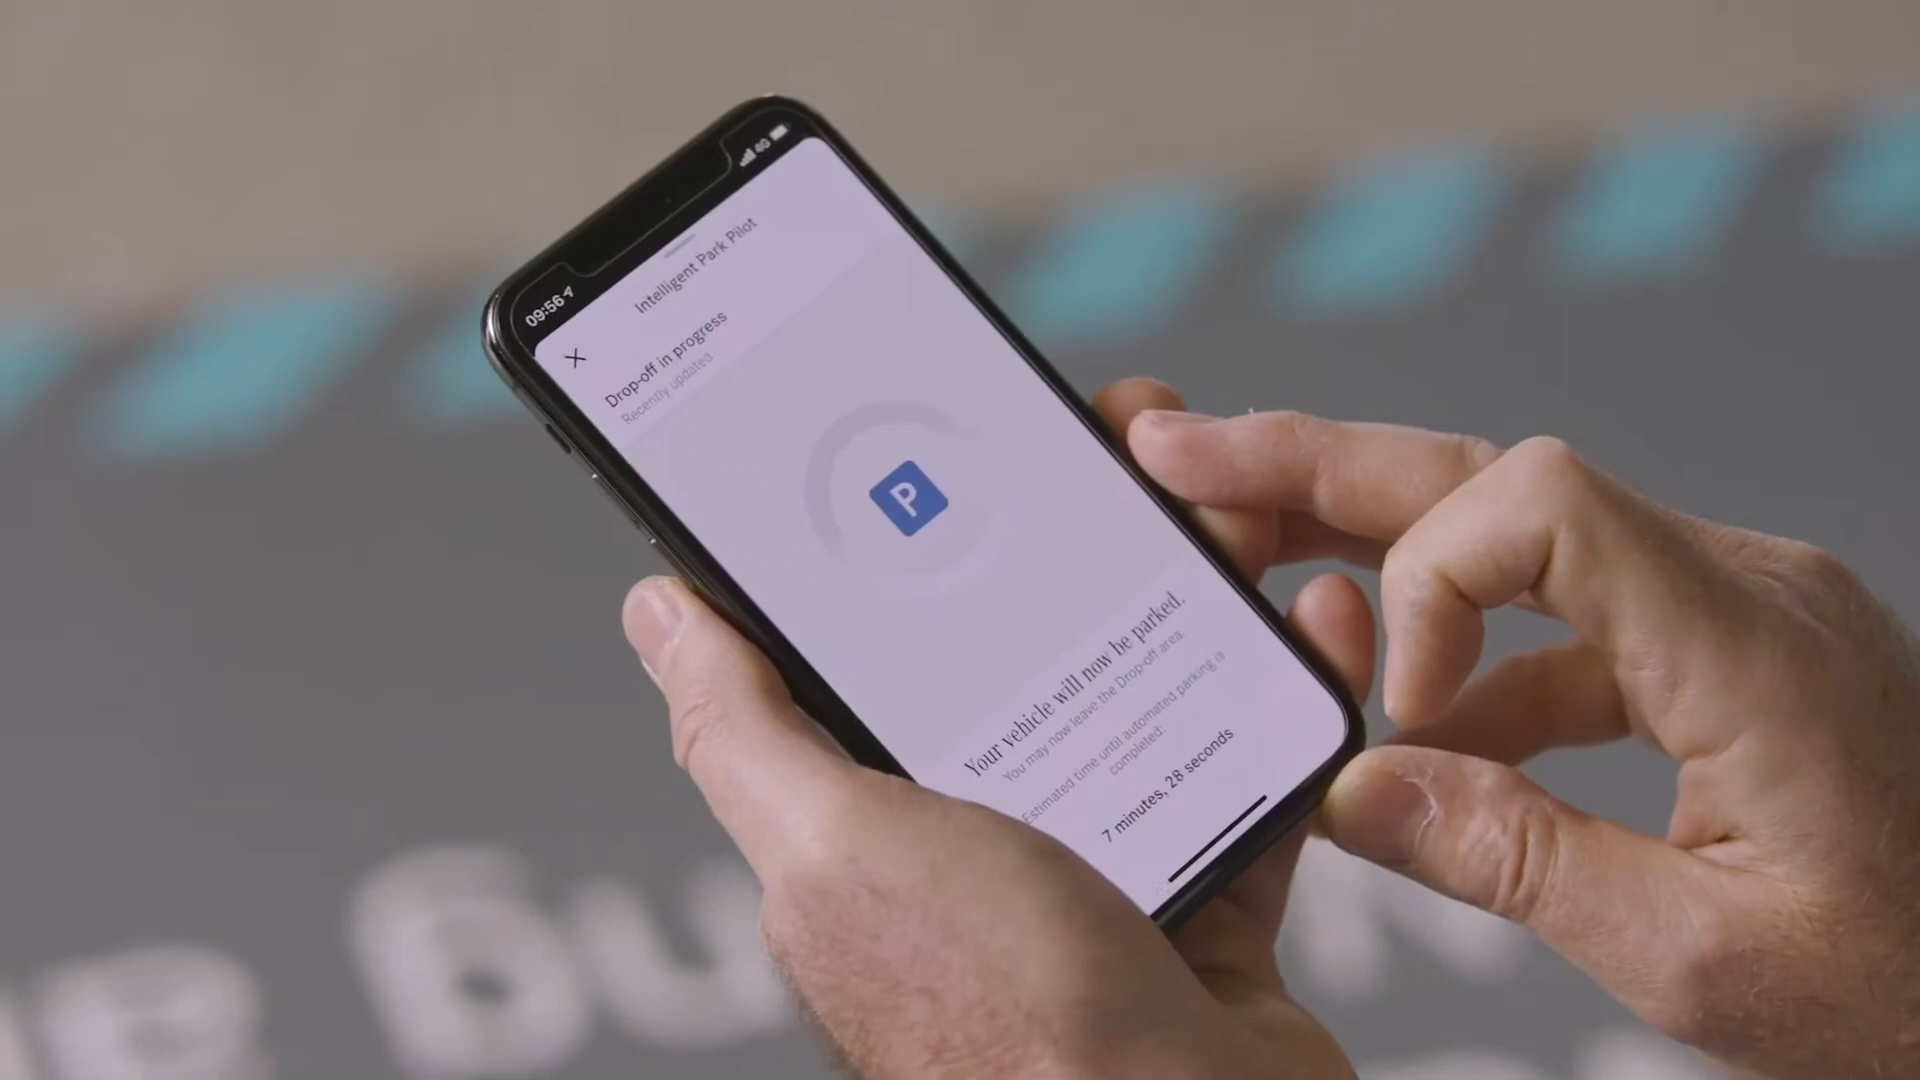 09:56
4G
Intelligent Park Pilot
Drop-off in progress
Recently updated
P
Your vehicle will now be parked.
You may now leave the Drop-off area.
Estimated time until automated parking is
completed:
7 minutes, 28 seconds